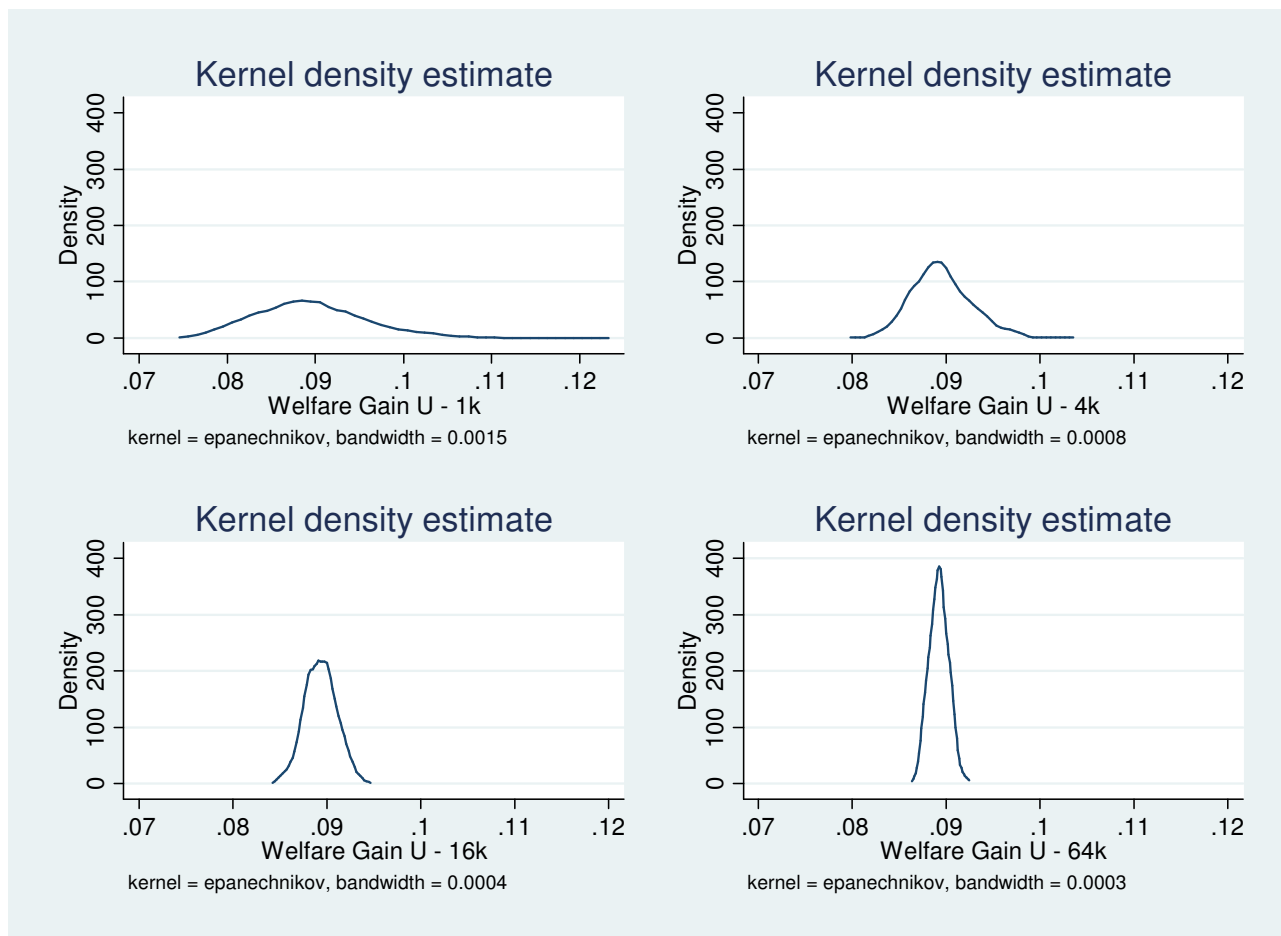 Kernel density estimate
Density
0 100 200 300 400
.07 .08 .09 .1 .11 .12
Welfare Gain U - 1k
kernel = epanechnikov, bandwidth = 0.0015
Kernel density estimate
Density
0 100 200 300 400
.07 .08 .09 .1 .11 .12
Welfare Gain U - 4k
kernel = epanechnikov, bandwidth = 0.0008
Kernel density estimate
Density
0 100 200 300 400
.07 .08 .09 .1 .11 .12
Welfare Gain U - 16k
kernel = epanechnikov, bandwidth = 0.0004
Kernel density estimate
Density
0 100 200 300 400
.07 .08 .09 .1 .11 .12
Welfare Gain U - 64k
kernel = epanechnikov, bandwidth = 0.0003